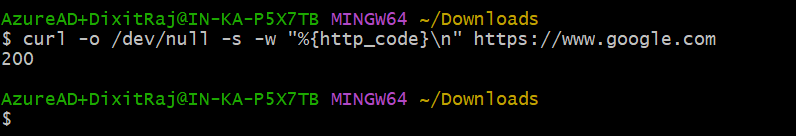 AzureAD+DixitRaj@IN-KA-P5X7TB MINGW64 ~/Downloads
$ curl -o /dev/null -s -w "%{http_code}\n" https://www.google.com
200
AzureAD+DixitRaj@IN-KA-P5X7TB MINGW64 ~/Downloads
$